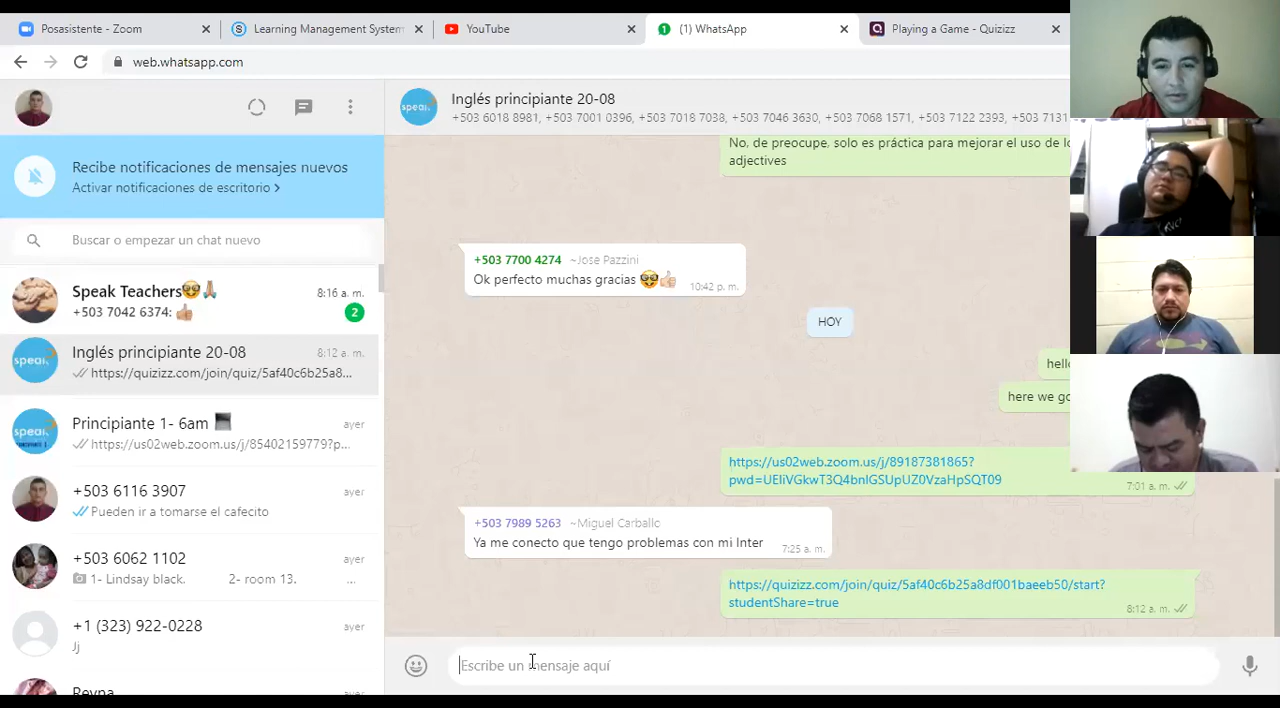 Posasistente - Zoom
Learning Management System
YouTube
(1) WhatsApp
Playing a Game - Quizizz
web.whatsapp.com
Recibe notificaciones de mensajes nuevos
Activar notificaciones de escritorio >
Buscar o empezar un chat nuevo
Speak Teachers🤓🙏🏼 8:16 a. m.
+503 7042 6374: 👍🏼 2
Inglés principiante 20-08 8:12 a. m.
https://quizizz.com/join/quiz/5af40c6b25a8...
Principiante 1- 6am ayer
https://us02web.zoom.us/j/85402159779?p...
+503 6116 3907 ayer
Pueden ir a tomarse el cafecito
+503 6062 1102 ayer
1- Lindsay black. 2- room 13. ...
+1 (323) 922-0228 ayer
Jj
Reyna ayer
speak
Inglés principiante 20-08
+503 6018 8981, +503 7001 0396, +503 7018 7038, +503 7046 3630, +503 7068 1571, +503 7122 2393, +503 7131
No, de preocupe, solo es práctica para mejorar el uso de
adjectives
+503 7700 4274 ~Jose Pazzini
Ok perfecto muchas gracias 🤓👍🏼 10:42 p. m.
HOY
here we go
https://us02web.zoom.us/j/89187381865?
pwd=UEliVGkwT3Q4bnlGSUpUZ0VzaHpSQT09 7:01 a. m.
+503 7989 5263 ~Miguel Carballo
Ya me conecto que tengo problemas con mi Inter 7:25 a. m.
https://quizizz.com/join/quiz/5af40c6b25a8df001baeeb50/start?
studentShare=true 8:12 a. m.
Escribe un mensaje aquí